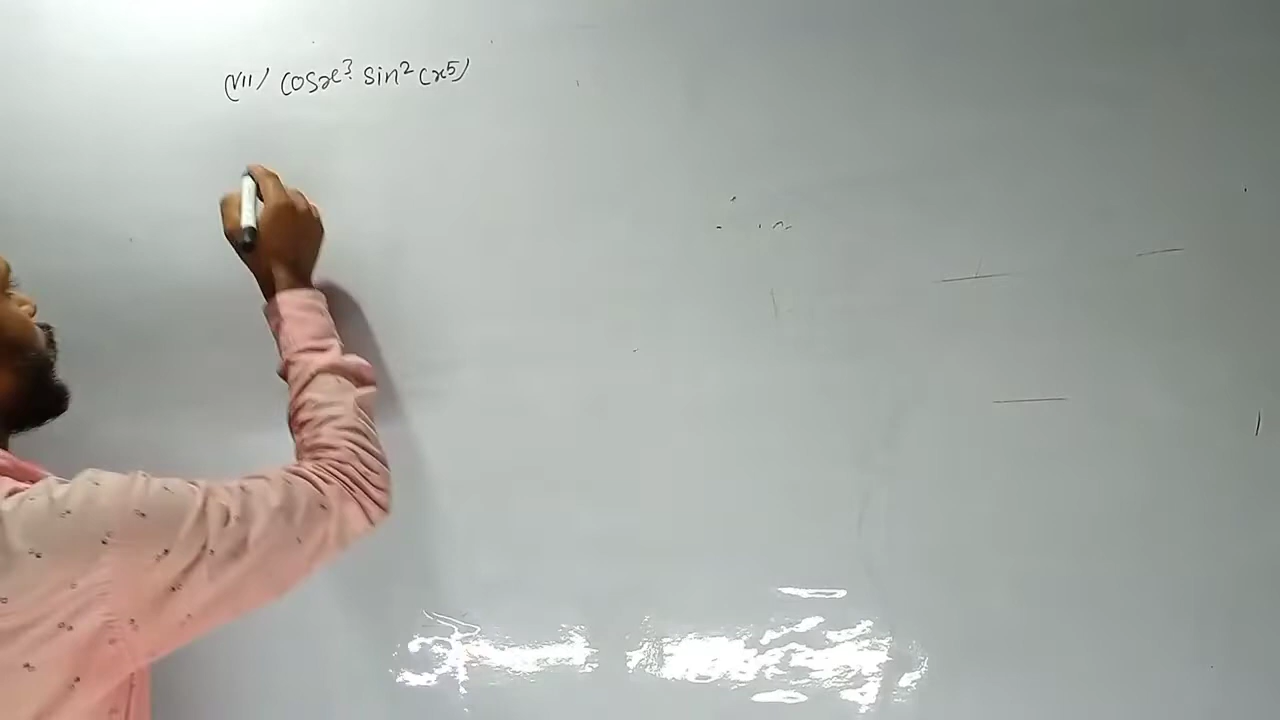 (VII) cosx³ sin²(x⁵)